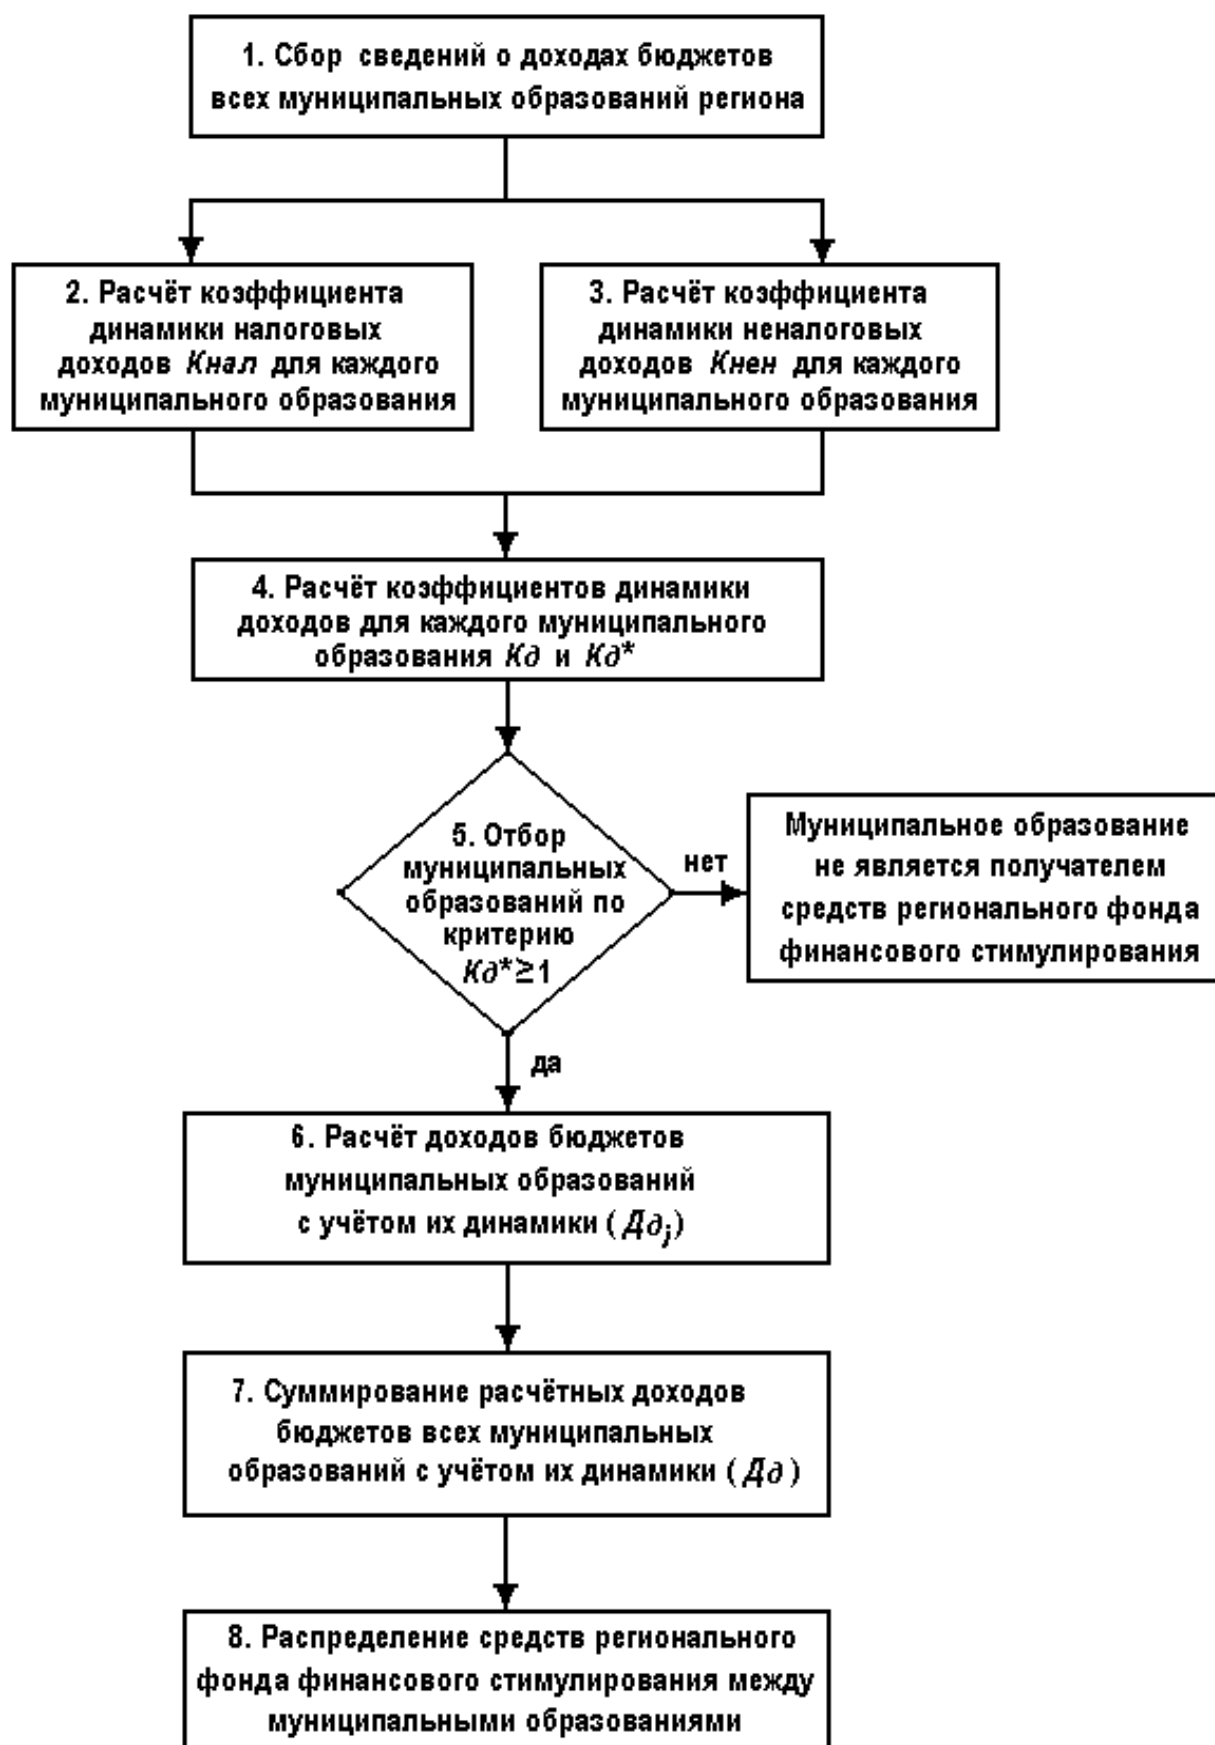 1. Сбор сведений о доходах бюджетов
всех муниципальных образований региона
2. Расчёт коэффициента
динамики налоговых
доходов Кнал для каждого
муниципального образования
3. Расчёт коэффициента
динамики неналоговых
доходов Кнен для каждого
муниципального образования
4. Расчёт коэффициентов динамики
доходов для каждого муниципального
образования Кд и Кд*
5. Отбор
муниципальных
образований по
критерию
Кд*≥1
нет
Муниципальное образование
не является получателем
средств регионального фонда
финансового стимулирования
да
6. Расчёт доходов бюджетов
муниципальных образований
с учётом их динамики (Дд_j)
7. Суммирование расчётных доходов
бюджетов всех муниципальных
образований с учётом их динамики (Дд)
8. Распределение средств регионального
фонда финансового стимулирования между
муниципальными образованиями